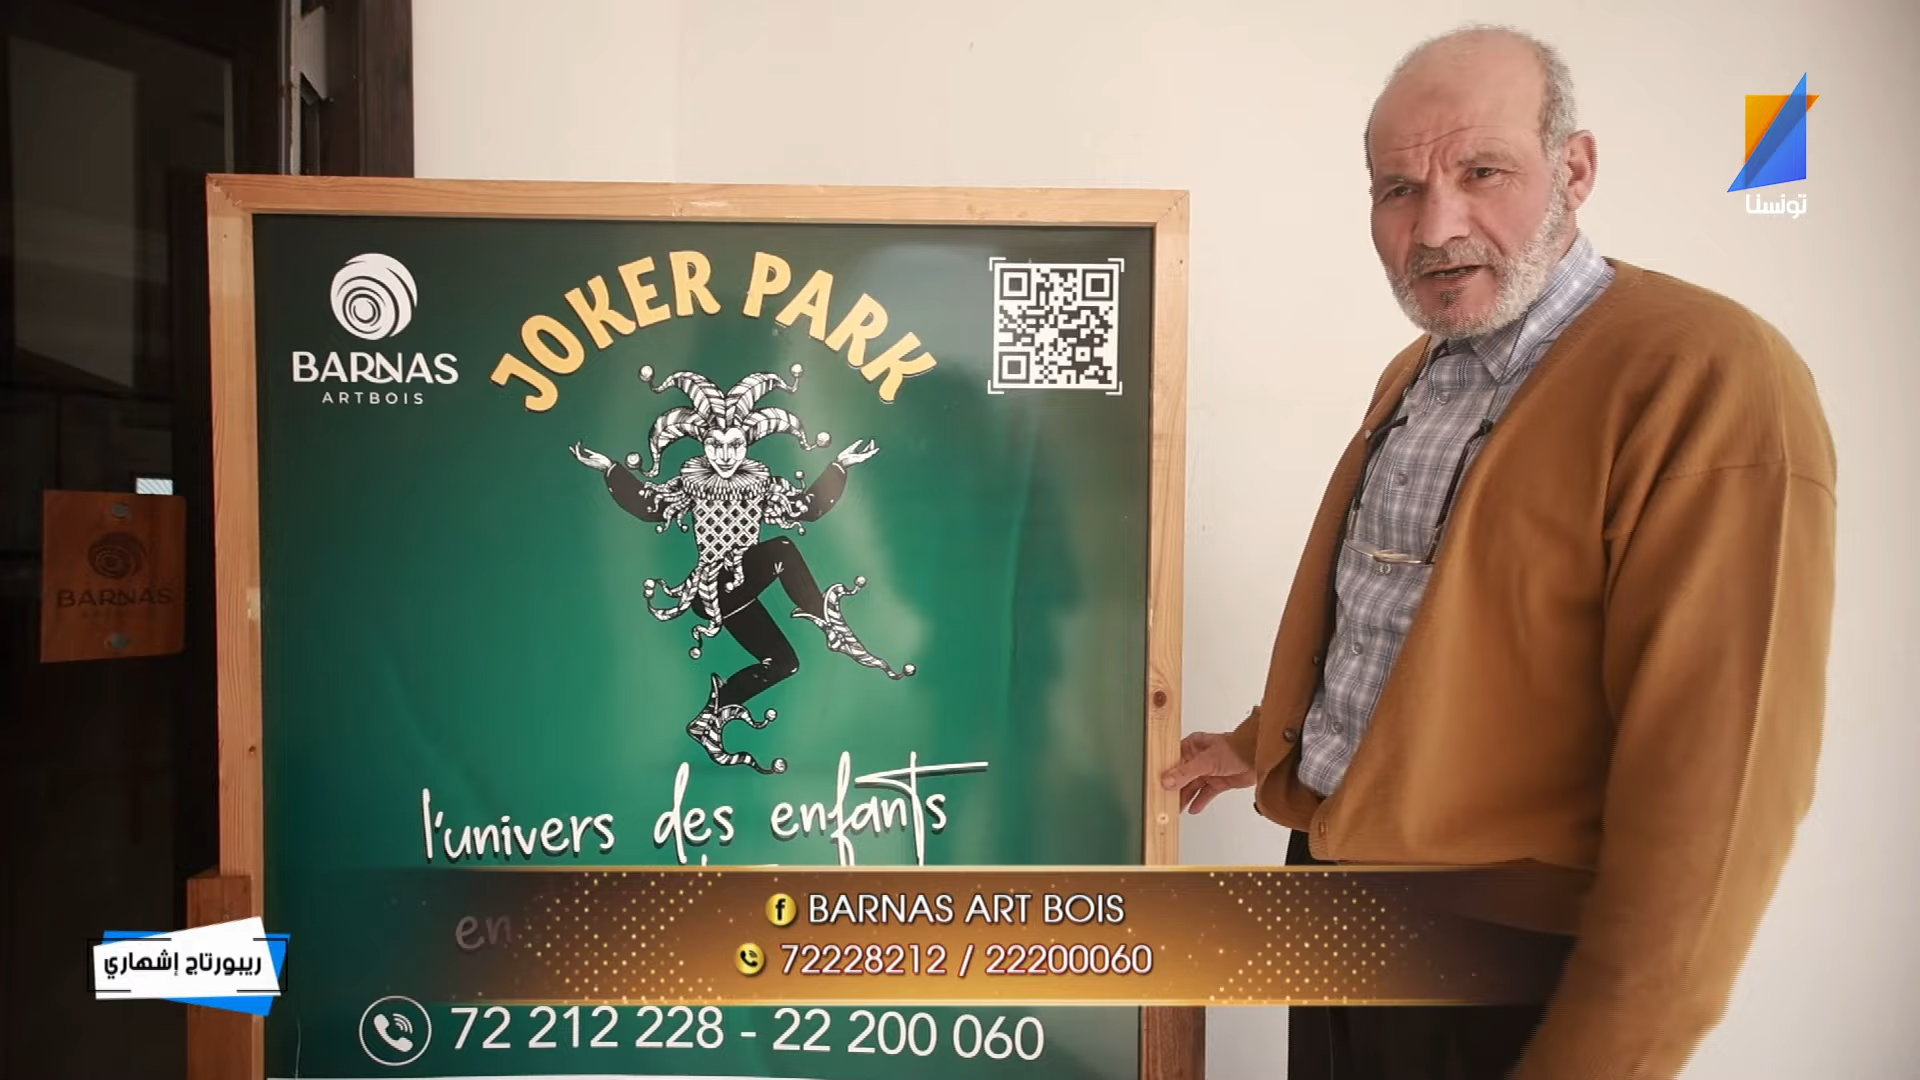 تونسنا
JOKER PARK
BARNAS
ARTBOIS
BARNAS
l'univers des enfants
en
BARNAS ART BOIS
72228212 / 22200060
ريبورتاج إشهاري
72 212 228 - 22 200 060